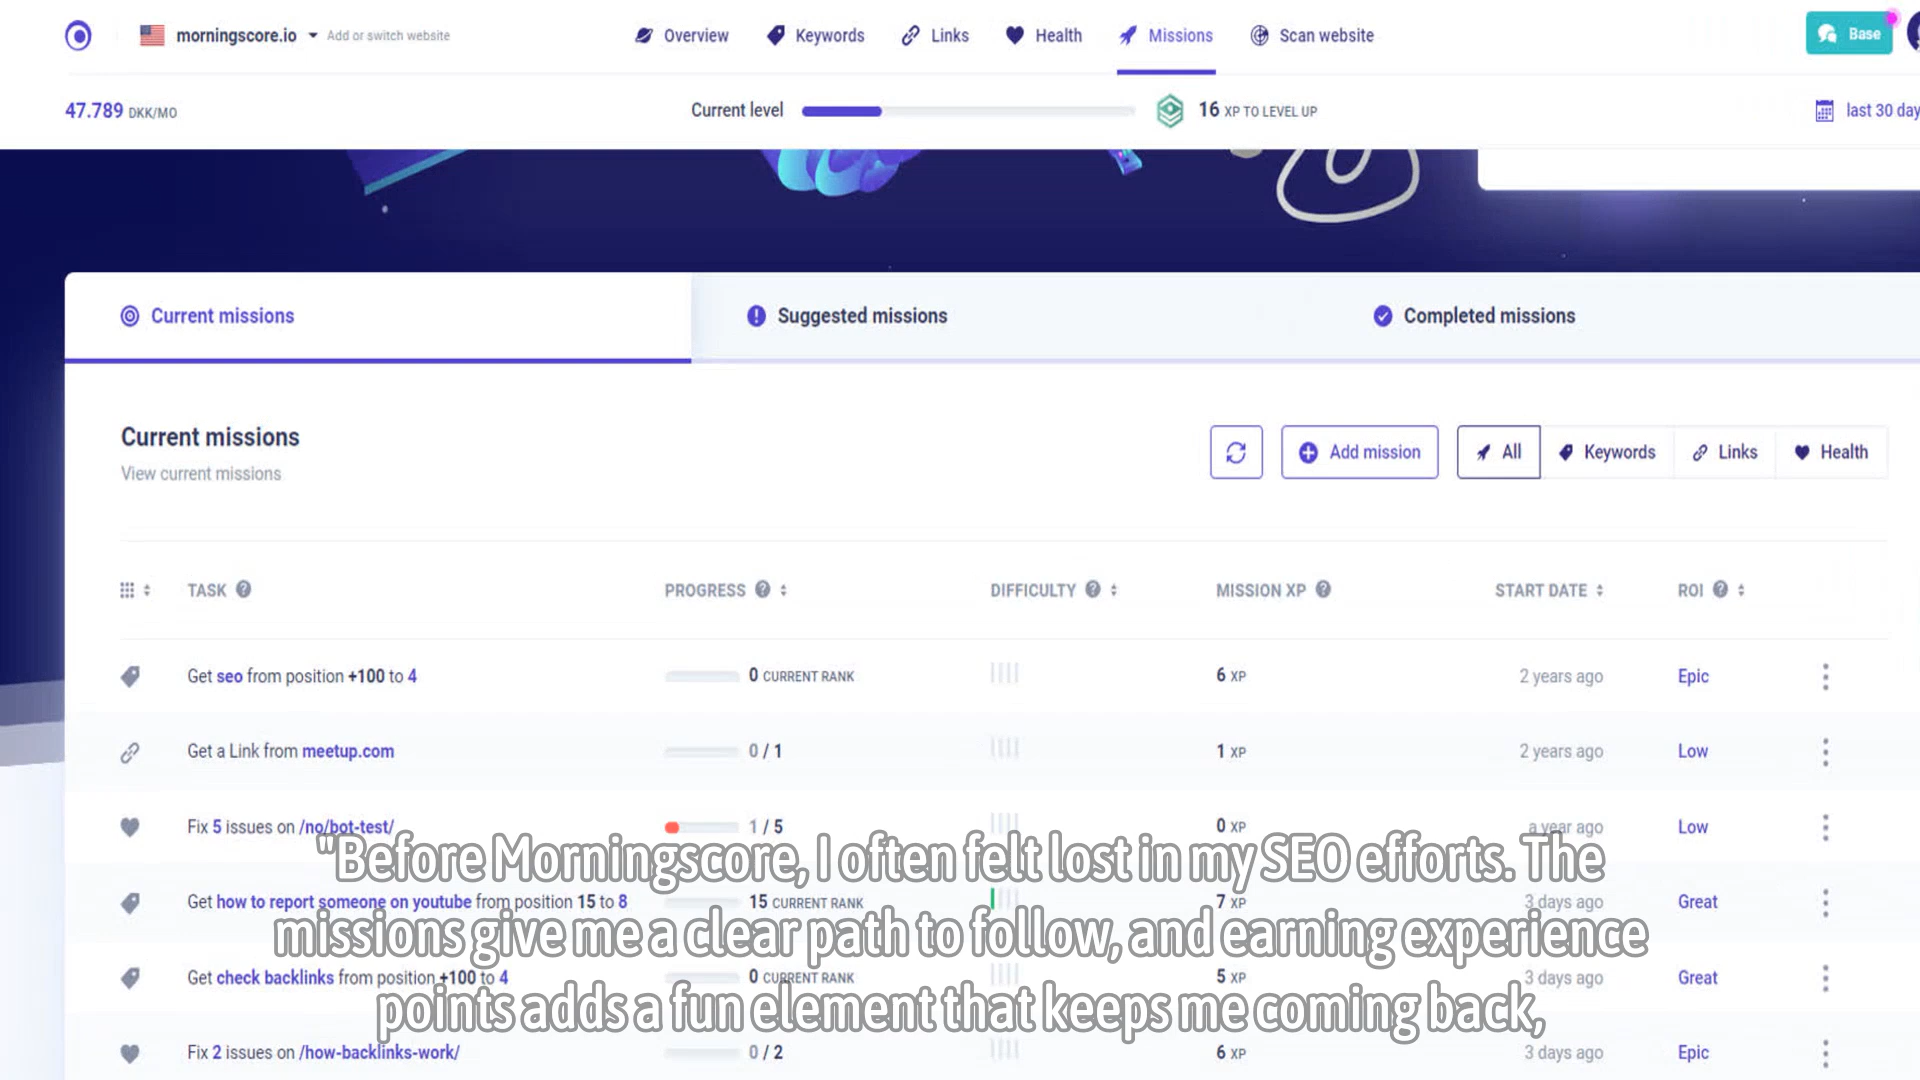 morningscore.io Add or switch website Overview Keywords Links Health Missions Scan website Base
47.789 DKK/MO Current level 16 XP TO LEVEL UP last 30 day
Current missions Suggested missions Completed missions
Current missions
View current missions
Add mission All Keywords Links Health
TASK PROGRESS DIFFICULTY MISSION XP START DATE ROI
Get seo from position +100 to 4 0 CURRENT RANK 6 XP 2 years ago Epic
Get a Link from meetup.com 0 / 1 1 XP 2 years ago Low
Fix 5 issues on /no/bot-test/ 1 / 5 0 XP a year ago Low
"Before Morningscore, I often felt lost in my SEO efforts. The
Get how to report someone on youtube from position 15 to 8 15 CURRENT RANK 7 XP 3 days ago Great
missions give me a clear path to follow, and earning experience
Get check backlinks from position +100 to 4 0 CURRENT RANK 5 XP 3 days ago Great
points adds a fun element that keeps me coming back,
Fix 2 issues on /how-backlinks-work/ 0 / 2 6 XP 3 days ago Epic